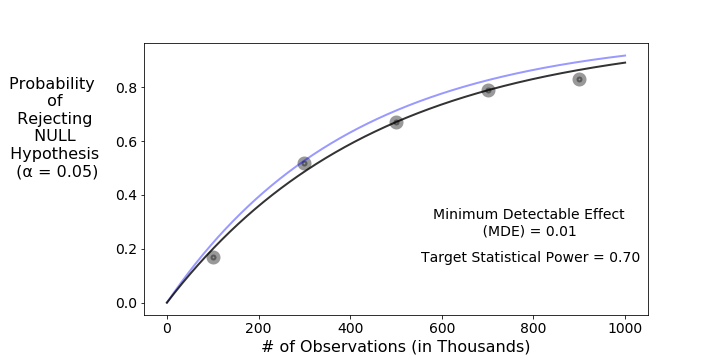 Probability
of
Rejecting
NULL
Hypothesis
(α = 0.05)
0.8
0.6
0.4
0.2
0.0
Minimum Detectable Effect
(MDE) = 0.01
Target Statistical Power = 0.70
0 200 400 600 800 1000
# of Observations (in Thousands)